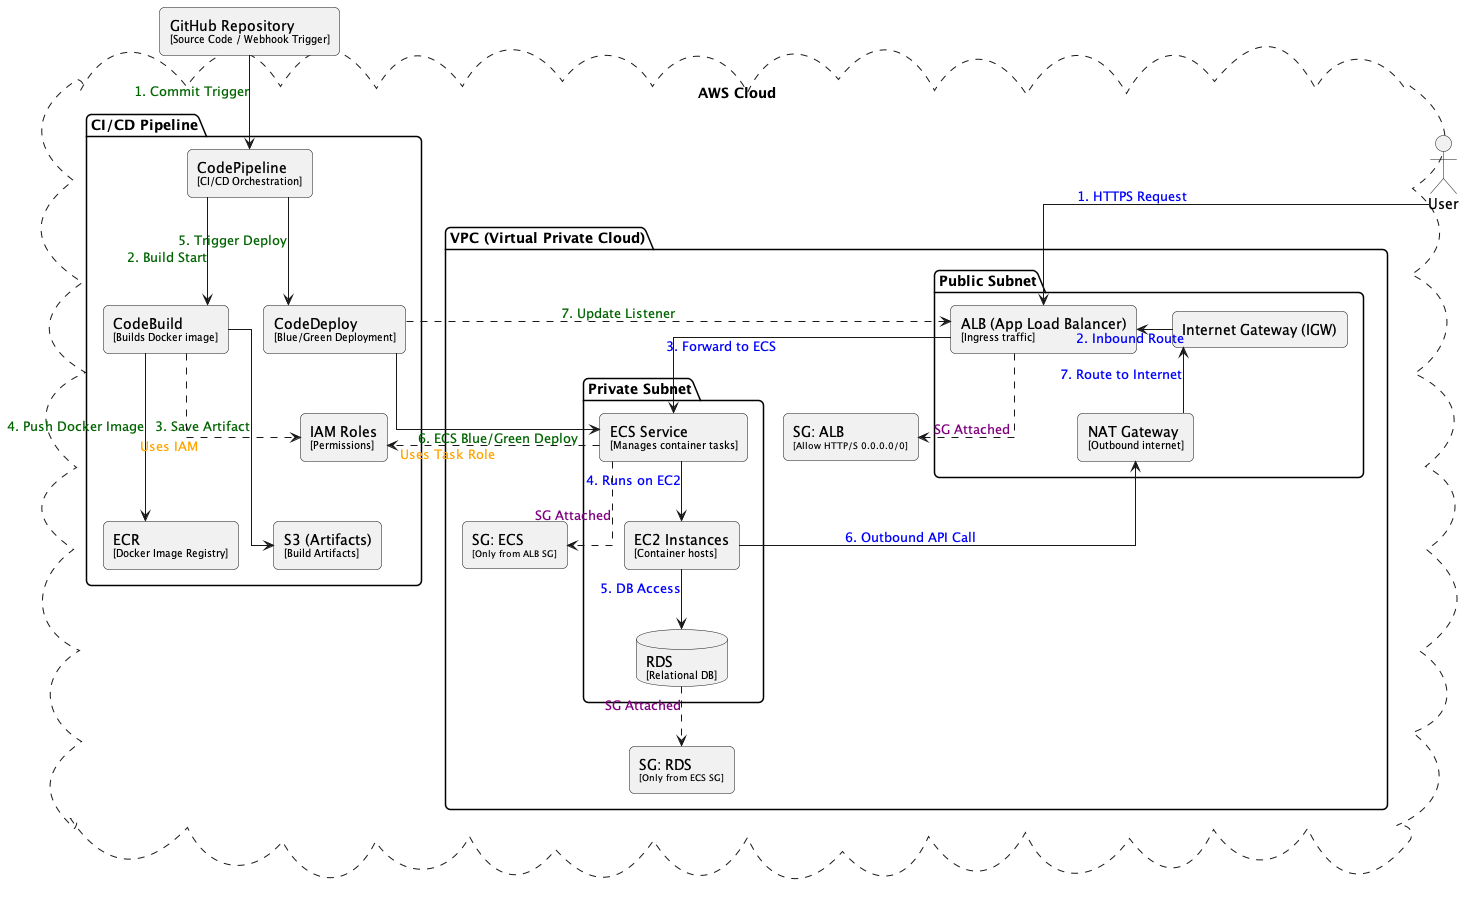 GitHub Repository
[Source Code / Webhook Trigger]
1. Commit Trigger
AWS Cloud
CI/CD Pipeline
CodePipeline
[CI/CD Orchestration]
1. HTTPS Request
User
5. Trigger Deploy
2. Build Start
VPC (Virtual Private Cloud)
Public Subnet
CodeBuild
[Builds Docker image]
CodeDeploy
[Blue/Green Deployment]
7. Update Listener
ALB (App Load Balancer)
[Ingress traffic]
Internet Gateway (IGW)
2. Inbound Route
3. Forward to ECS
7. Route to Internet
Private Subnet
4. Push Docker Image
3. Save Artifact
Uses IAM
IAM Roles
[Permissions]
6. ECS Blue/Green Deploy
Uses Task Role
ECS Service
[Manages container tasks]
SG: ALB
[Allow HTTP/S 0.0.0.0/0]
SG Attached
NAT Gateway
[Outbound internet]
4. Runs on EC2
SG Attached
ECR
[Docker Image Registry]
S3 (Artifacts)
[Build Artifacts]
SG: ECS
[Only from ALB SG]
EC2 Instances
[Container hosts]
6. Outbound API Call
5. DB Access
RDS
[Relational DB]
SG Attached
SG: RDS
[Only from ECS SG]